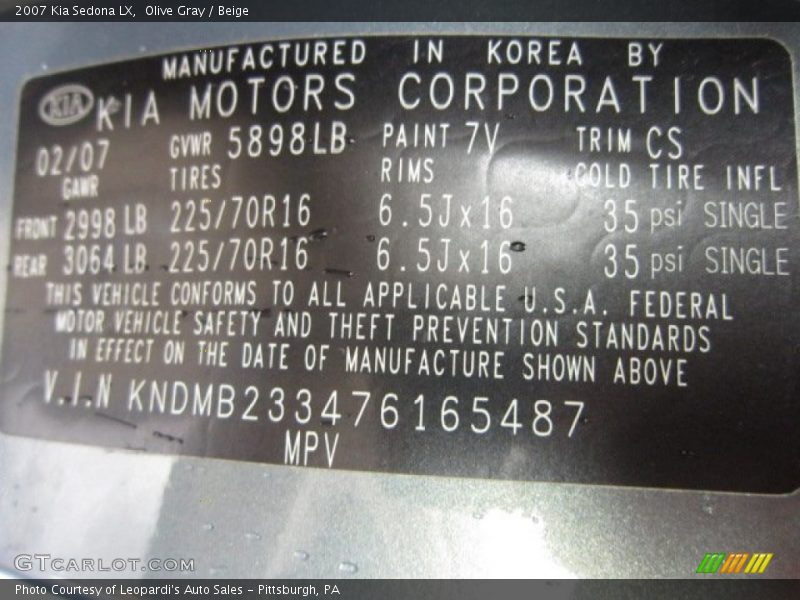 2007 Kia Sedona LX,  Olive Gray / Beige
MANUFACTURED IN KOREA BY
KIA KIA MOTORS CORPORATION
02/07 GVWR 5898LB PAINT 7V TRIM CS
GAWR TIRES RIMS COLD TIRE INFL
FRONT 2998 LB 225/70R16 6.5Jx16 35 psi SINGLE
REAR 3064 LB 225/70R16 6.5Jx16 35 psi SINGLE
THIS VEHICLE CONFORMS TO ALL APPLICABLE U.S.A. FEDERAL
MOTOR VEHICLE SAFETY AND THEFT PREVENTION STANDARDS
IN EFFECT ON THE DATE OF MANUFACTURE SHOWN ABOVE
V.I.N KNDMB233476165487
MPV
GTCARLOT.COM
Photo Courtesy of Leopardi's Auto Sales - Pittsburgh, PA